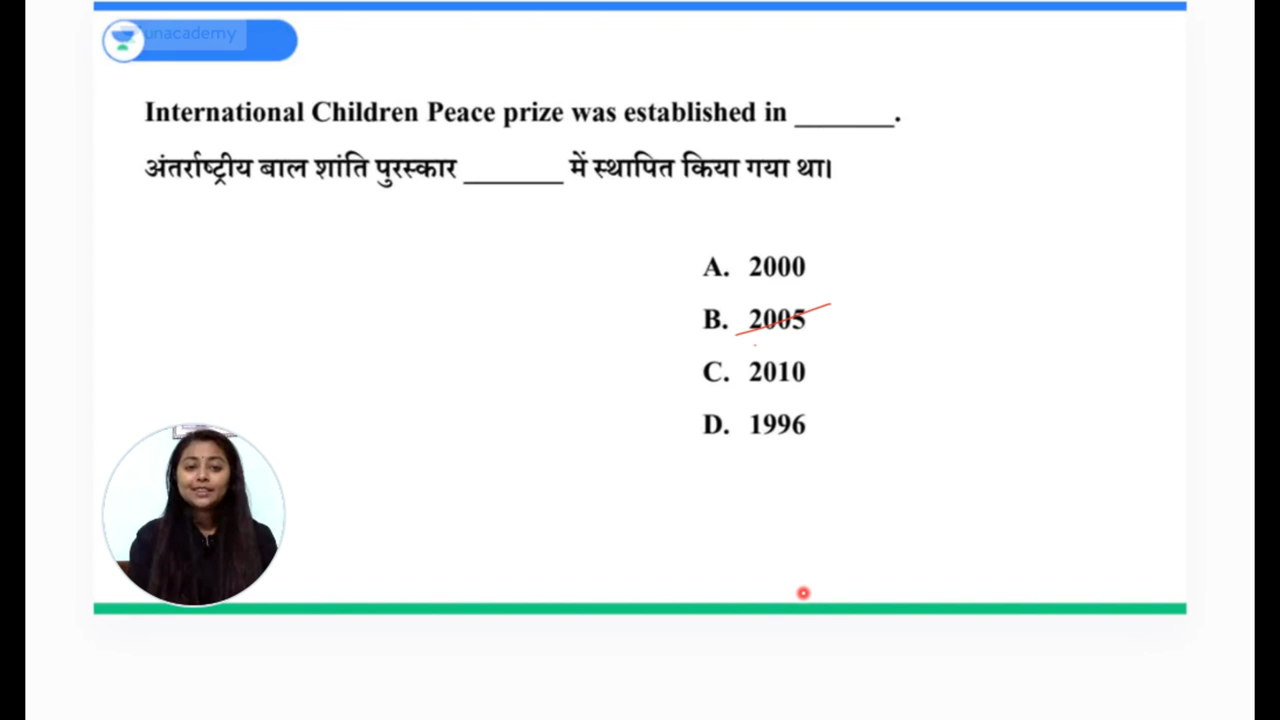 unacademy
International Children Peace prize was established in _______.
अंतर्राष्ट्रीय बाल शांति पुरस्कार _______ में स्थापित किया गया था।
A. 2000
B. 2005
C. 2010
D. 1996